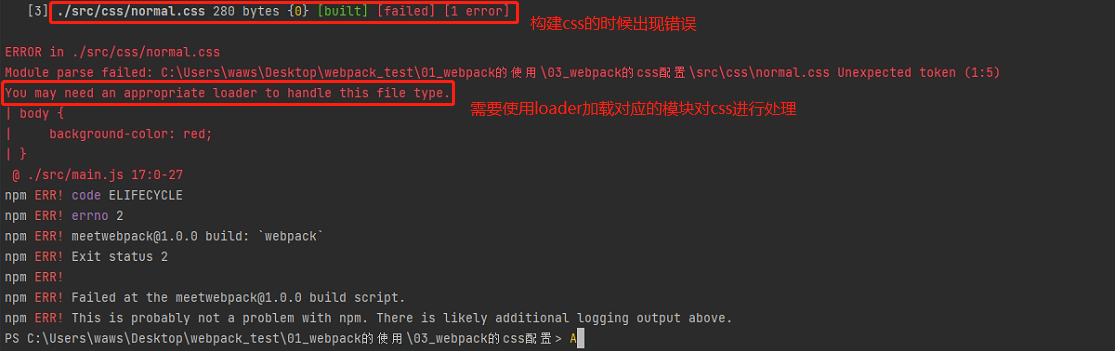 [3] ./src/css/normal.css 280 bytes {0} [built] [failed] [1 error]
构建css的时候出现错误
ERROR in ./src/css/normal.css
Module parse failed: C:\Users\waws\Desktop\webpack_test\01_webpack的使用\03_webpack的css配置\src\css\normal.css Unexpected token (1:5)
You may need an appropriate loader to handle this file type.
需要使用loader加载对应的模块对css进行处理
| body {
|     background-color: red;
| }
 @ ./src/main.js 17:0-27
npm ERR! code ELIFECYCLE
npm ERR! errno 2
npm ERR! meetwebpack@1.0.0 build: `webpack`
npm ERR! Exit status 2
npm ERR!
npm ERR! Failed at the meetwebpack@1.0.0 build script.
npm ERR! This is probably not a problem with npm. There is likely additional logging output above.
PS C:\Users\waws\Desktop\webpack_test\01_webpack的使用\03_webpack的css配置> A